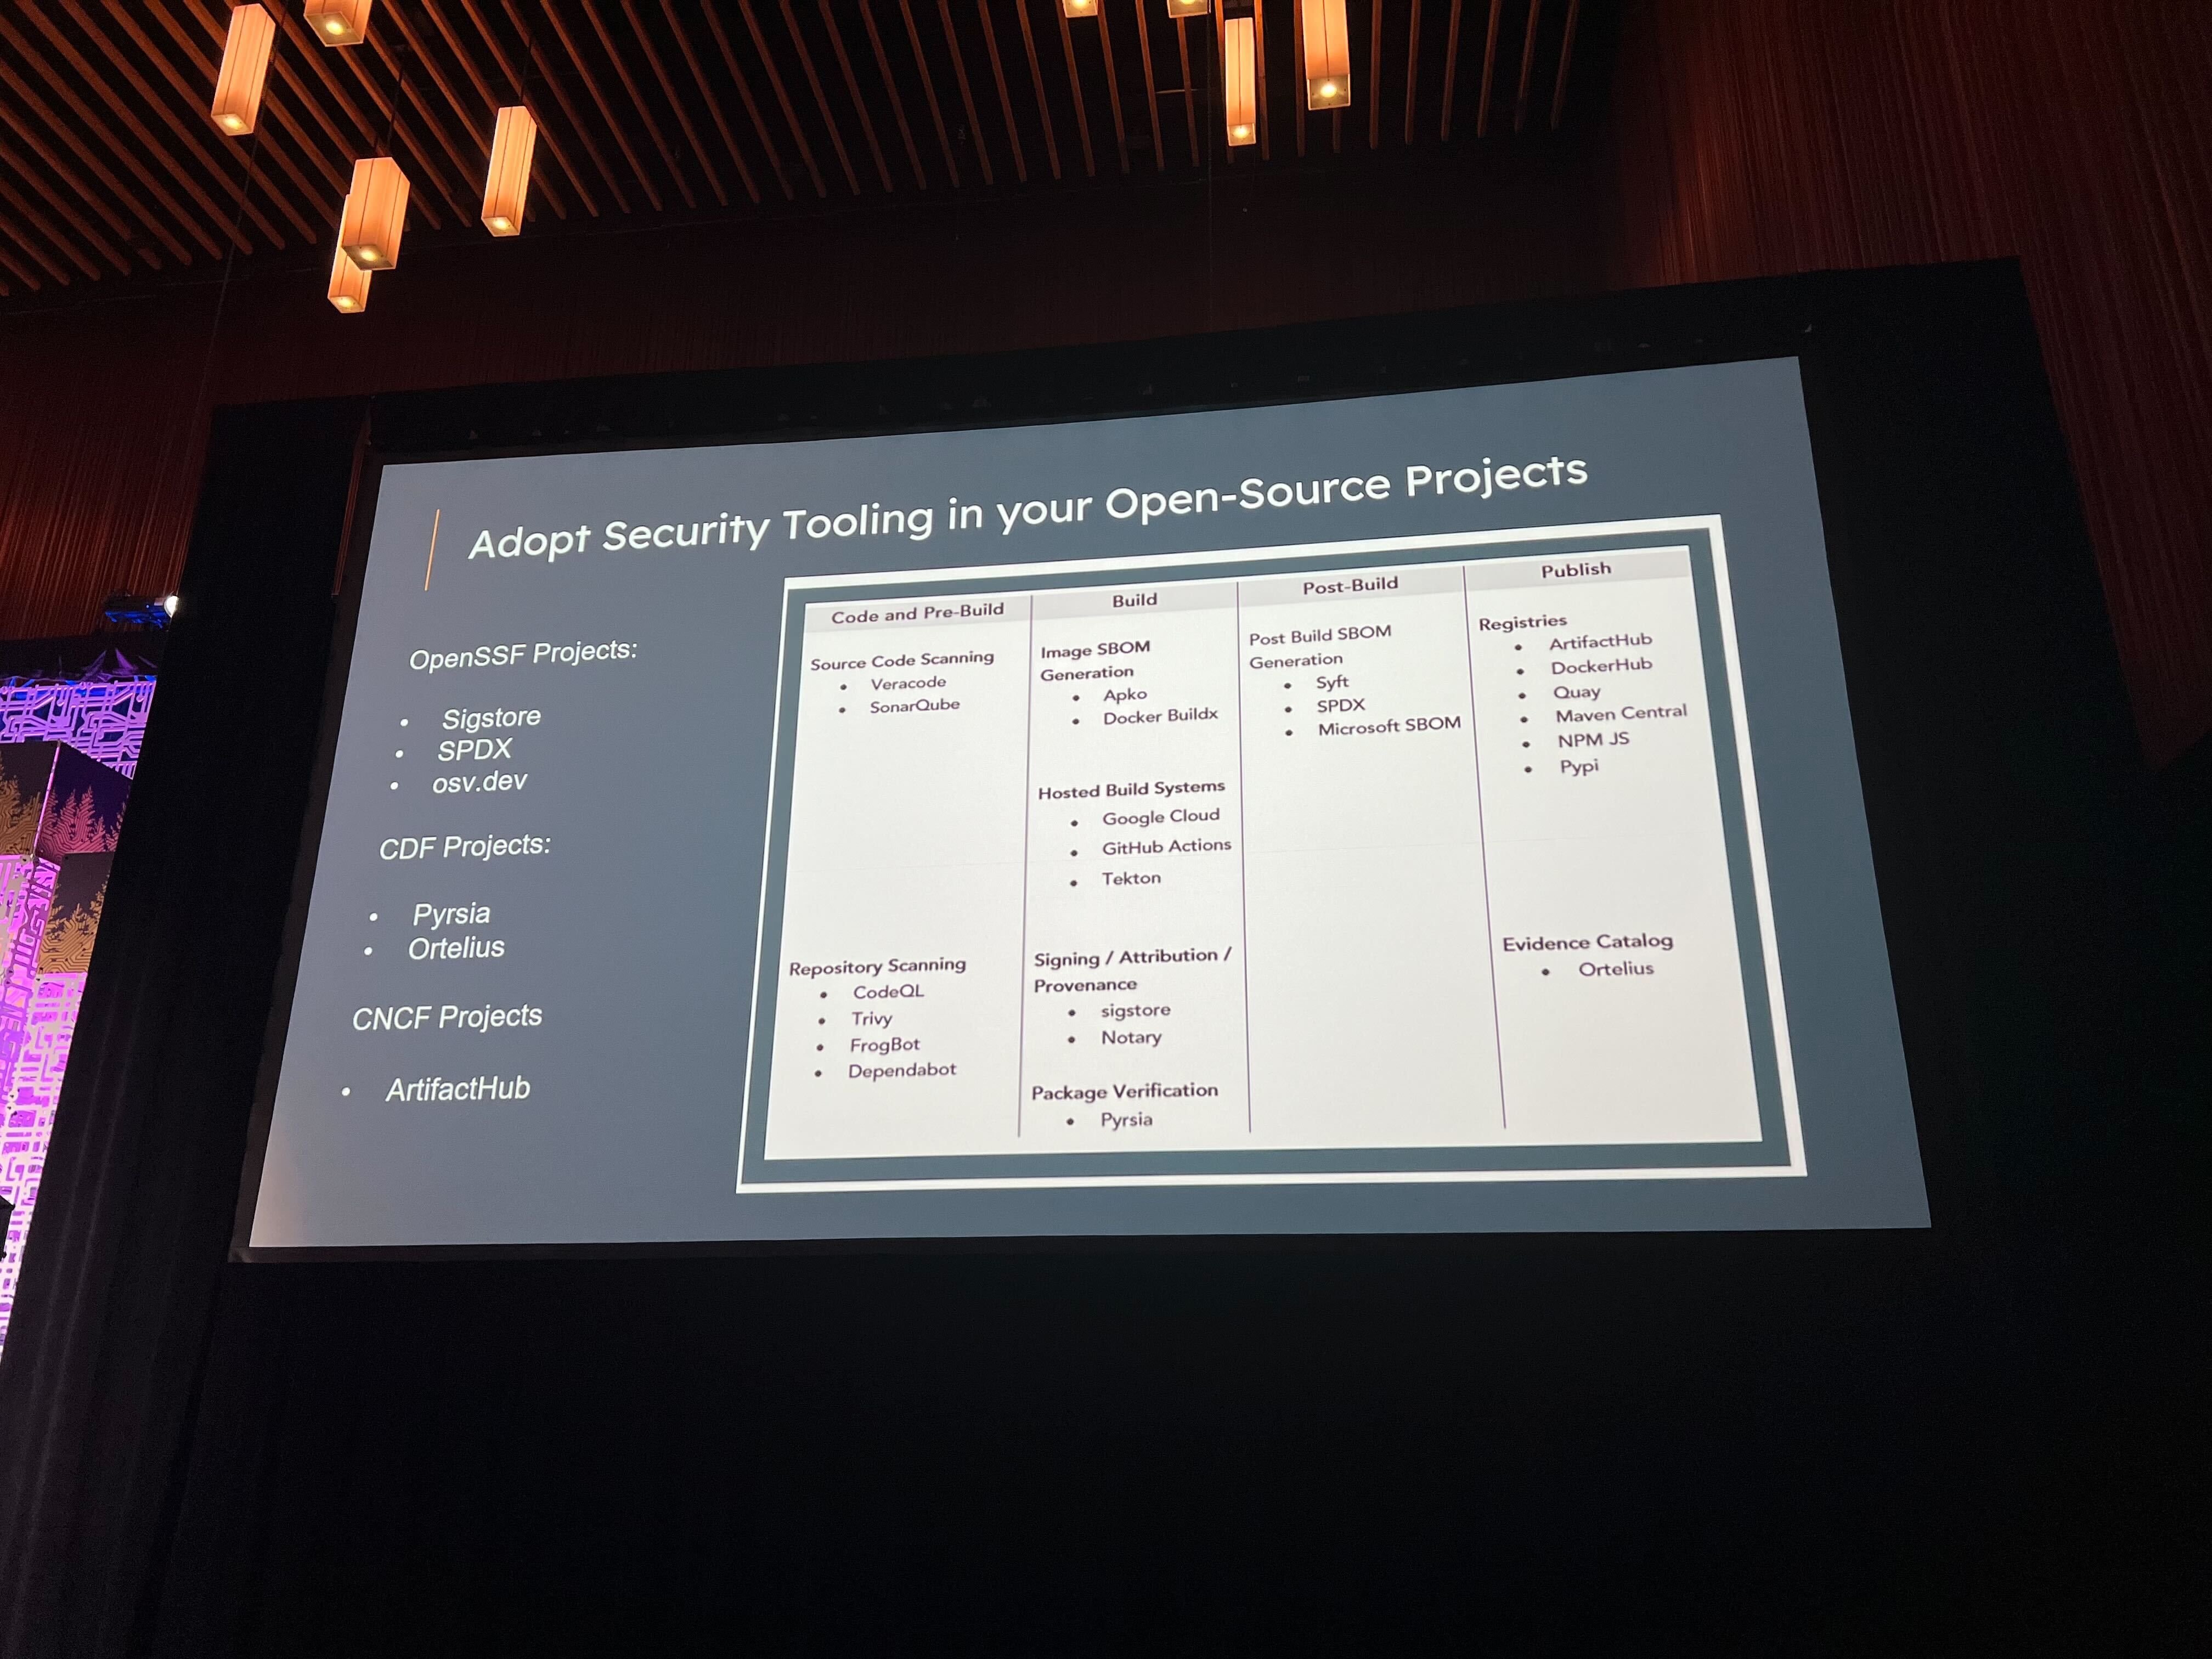 Adopt Security Tooling in your Open-Source Projects
OpenSSF Projects:
• Sigstore
• SPDX
• osv.dev
CDF Projects:
• Pyrsia
• Ortelius
CNCF Projects
• ArtifactHub
Code and Pre-Build
Source Code Scanning
• Veracode
• SonarQube
Repository Scanning
• CodeQL
• Trivy
• FrogBot
• Dependabot
Build
Image SBOM
Generation
• Apko
• Docker Buildx
Hosted Build Systems
• Google Cloud
• GitHub Actions
• Tekton
Signing / Attribution /
Provenance
• sigstore
• Notary
Package Verification
• Pyrsia
Post-Build
Post Build SBOM
Generation
• Syft
• SPDX
• Microsoft SBOM
Publish
Registries
• ArtifactHub
• DockerHub
• Quay
• Maven Central
• NPM JS
• Pypi
Evidence Catalog
• Ortelius